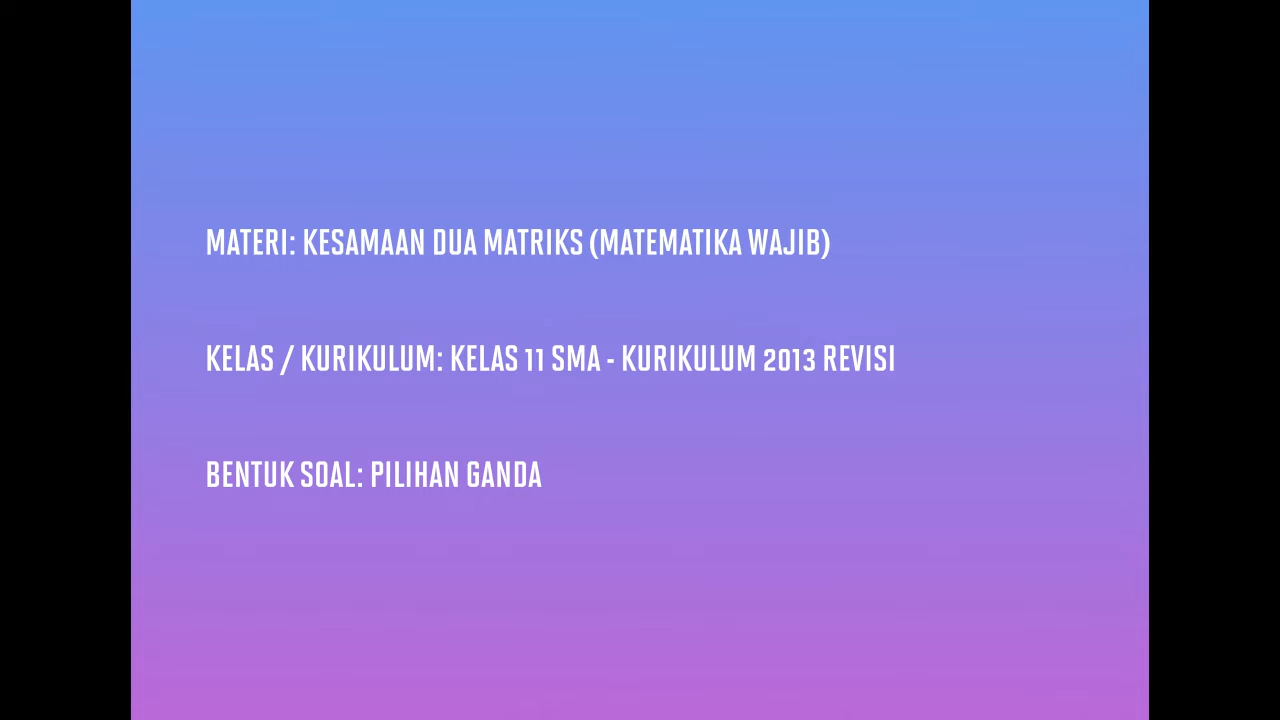 MATERI: KESAMAAN DUA MATRIKS (MATEMATIKA WAJIB)
KELAS / KURIKULUM: KELAS 11 SMA - KURIKULUM 2013 REVISI
BENTUK SOAL: PILIHAN GANDA